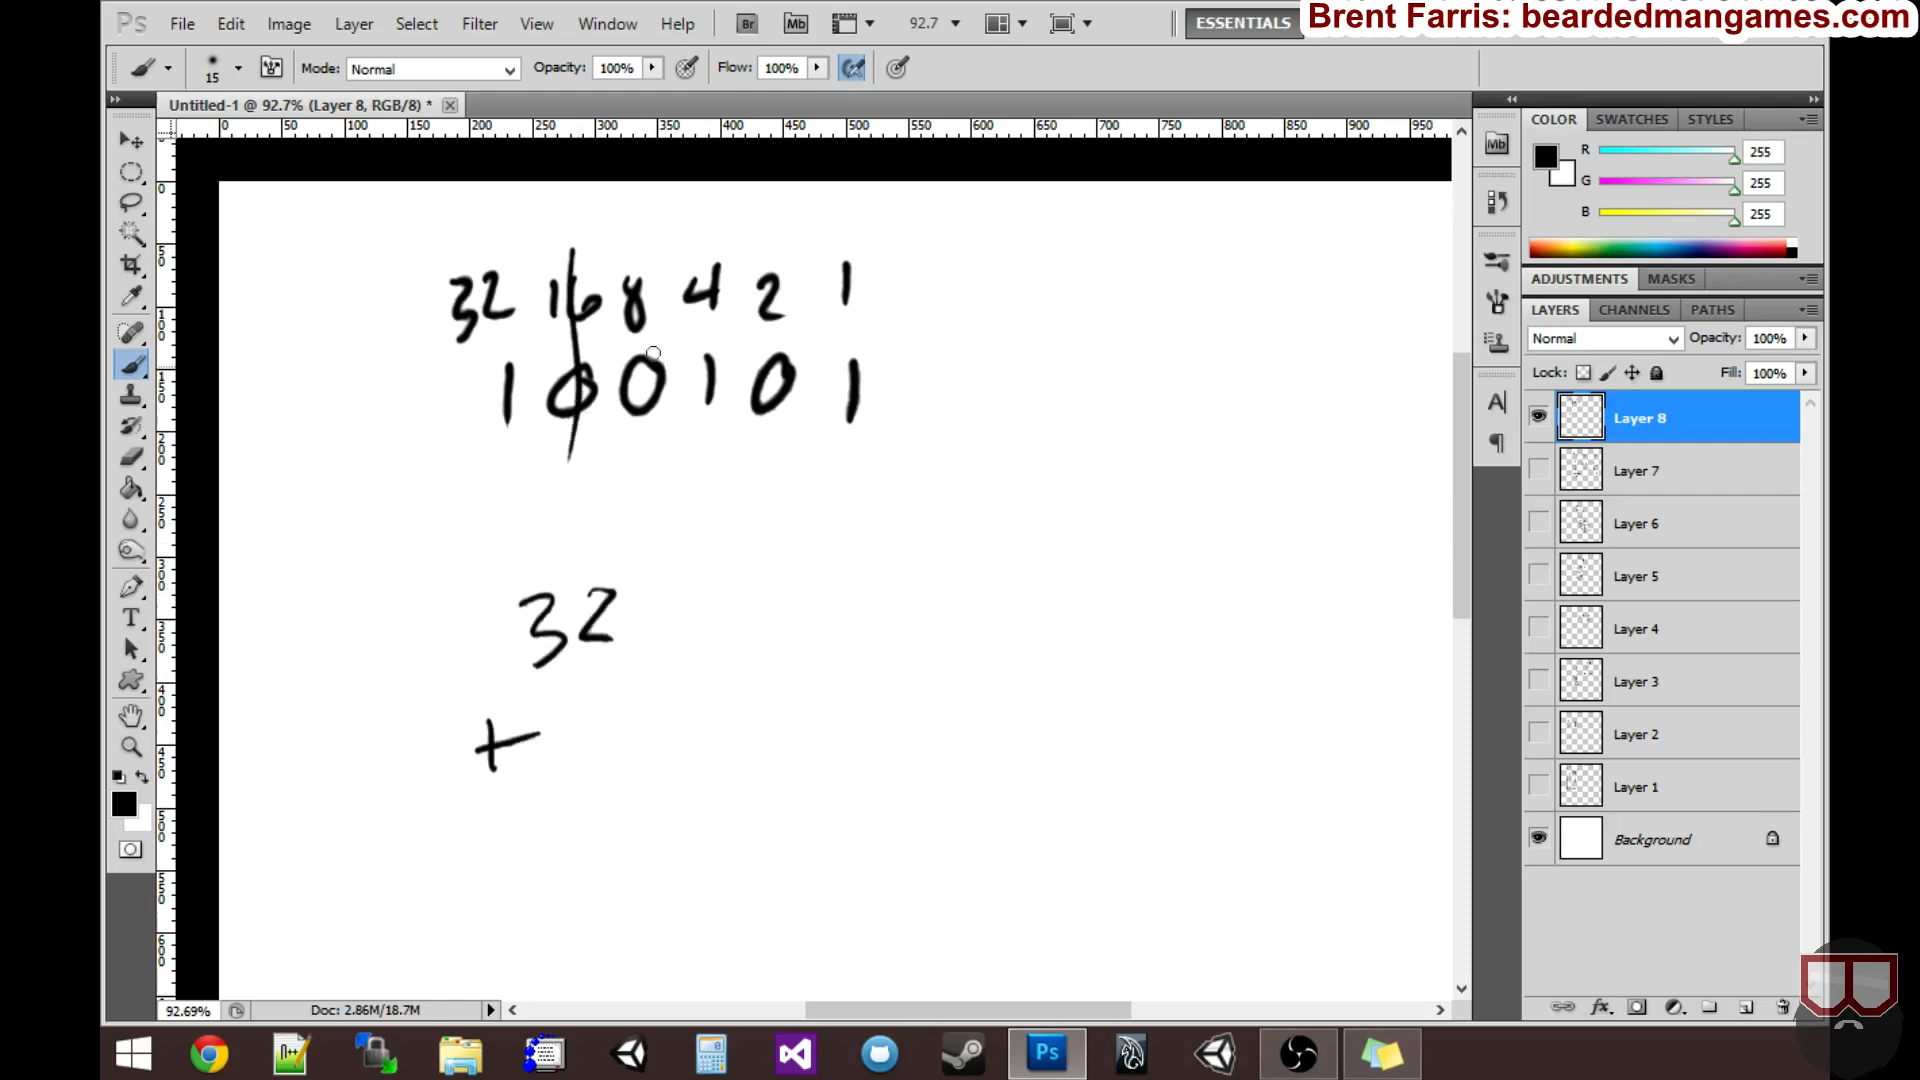 Brent Farris: beardedmangames.com
Ps File Edit Image Layer Select Filter View Window Help Br Mb 92.7 ESSENTIALS
15 Mode: Normal Opacity: 100% Flow: 100%
Untitled-1 @ 92.7% (Layer 8, RGB/8) *
0 50 100 150 200 250 300 350 400 450 500 550 600 650 700 750 800 850 900 950
COLOR SWATCHES STYLES
Mb
R 255
G 255
B 255
ADJUSTMENTS MASKS
LAYERS CHANNELS PATHS
Normal Opacity: 100%
Lock: Fill: 100%
Layer 8
Layer 7
Layer 6
Layer 5
Layer 4
Layer 3
Layer 2
Layer 1
Background
32 16 8 4 2 1
1 0 0 1 0 1
32
+
92.69% Doc: 2.86M/18.7M
Ps